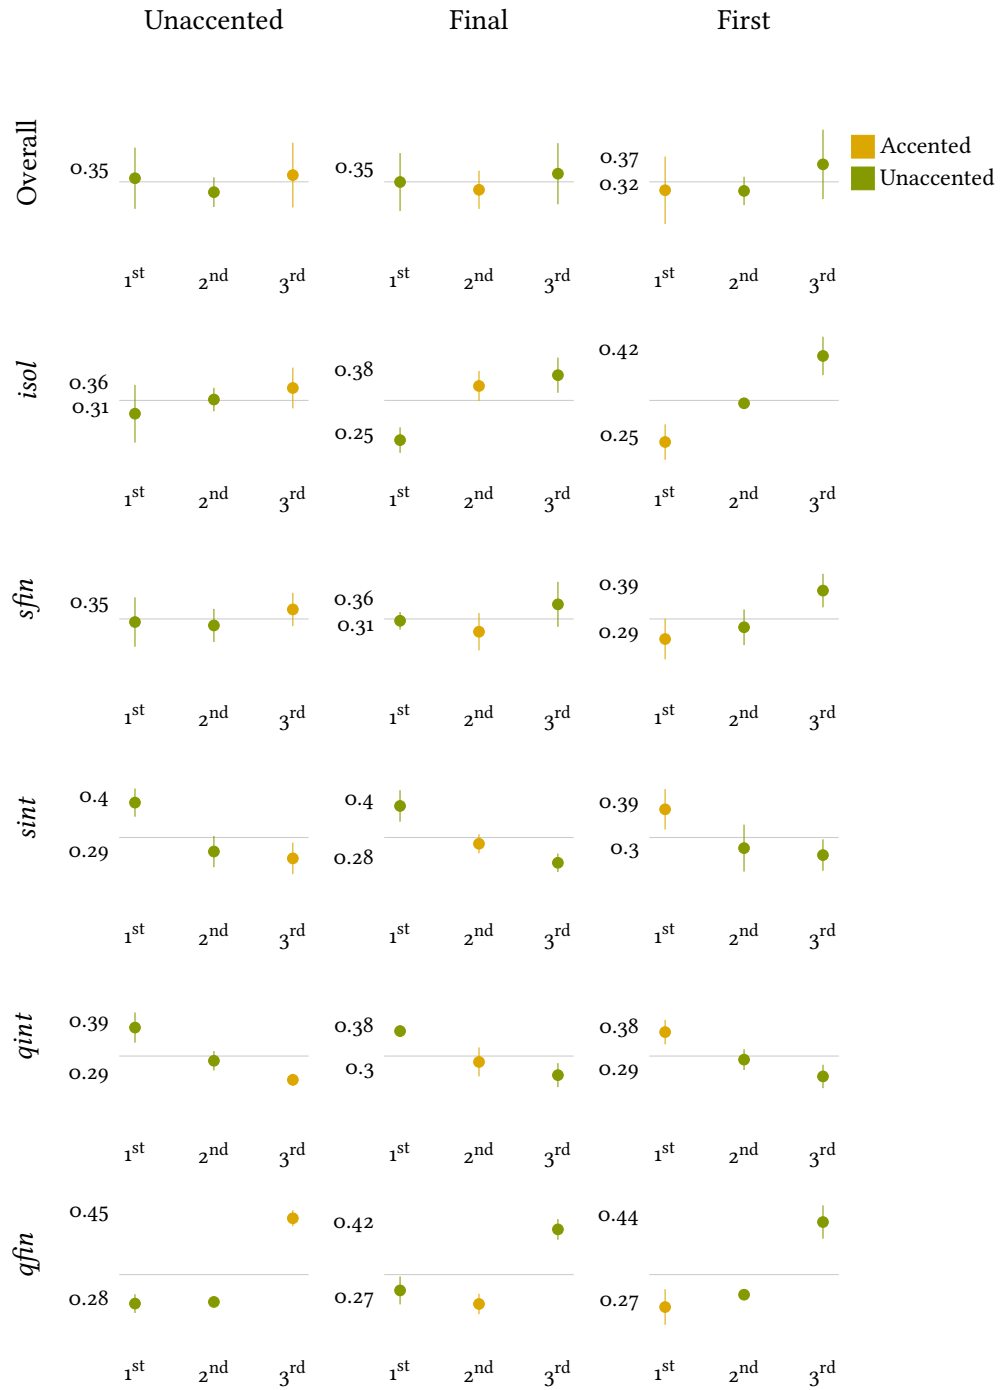 Unaccented Final First
Overall
0.35 0.35 0.37
0.32
Accented
Unaccented
1st 2nd 3rd 1st 2nd 3rd 1st 2nd 3rd
isol
0.36 0.38 0.42
0.31 0.25 0.25
1st 2nd 3rd 1st 2nd 3rd 1st 2nd 3rd
sfin
0.35 0.36 0.39
0.31 0.29
1st 2nd 3rd 1st 2nd 3rd 1st 2nd 3rd
sint
0.4 0.4 0.39
0.29 0.28 0.3
1st 2nd 3rd 1st 2nd 3rd 1st 2nd 3rd
qint
0.39 0.38 0.38
0.29 0.3 0.29
1st 2nd 3rd 1st 2nd 3rd 1st 2nd 3rd
qfin
0.45 0.42 0.44
0.28 0.27 0.27
1st 2nd 3rd 1st 2nd 3rd 1st 2nd 3rd